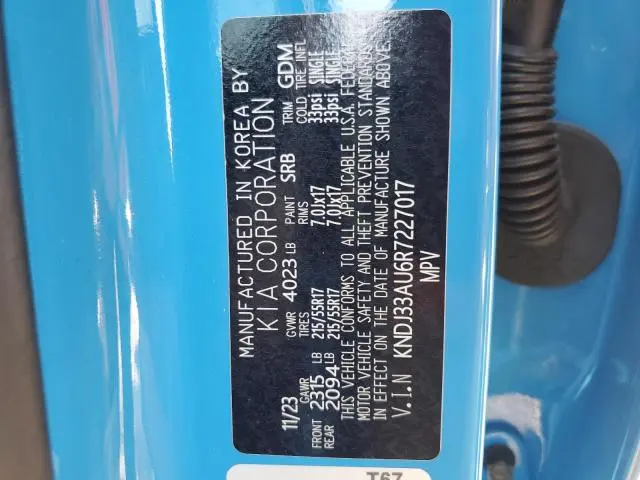 MANUFACTURED IN KOREA BY
KIA CORPORATION
11/23 GVWR 4023 LB PAINT SRB TRIM GDM
GAWR TIRES RIMS COLD TIRE INFL
FRONT 2315 LB 215/55R17 7.0Jx17 33psi SINGLE
REAR 2094 LB 215/55R17 7.0Jx17 33psi SINGLE
THIS VEHICLE CONFORMS TO ALL APPLICABLE U.S.A. FEDERAL
MOTOR VEHICLE SAFETY AND THEFT PREVENTION STANDARDS
IN EFFECT ON THE DATE OF MANUFACTURE SHOWN ABOVE.
V.I.N KNDJ33AU6R7227017
MPV